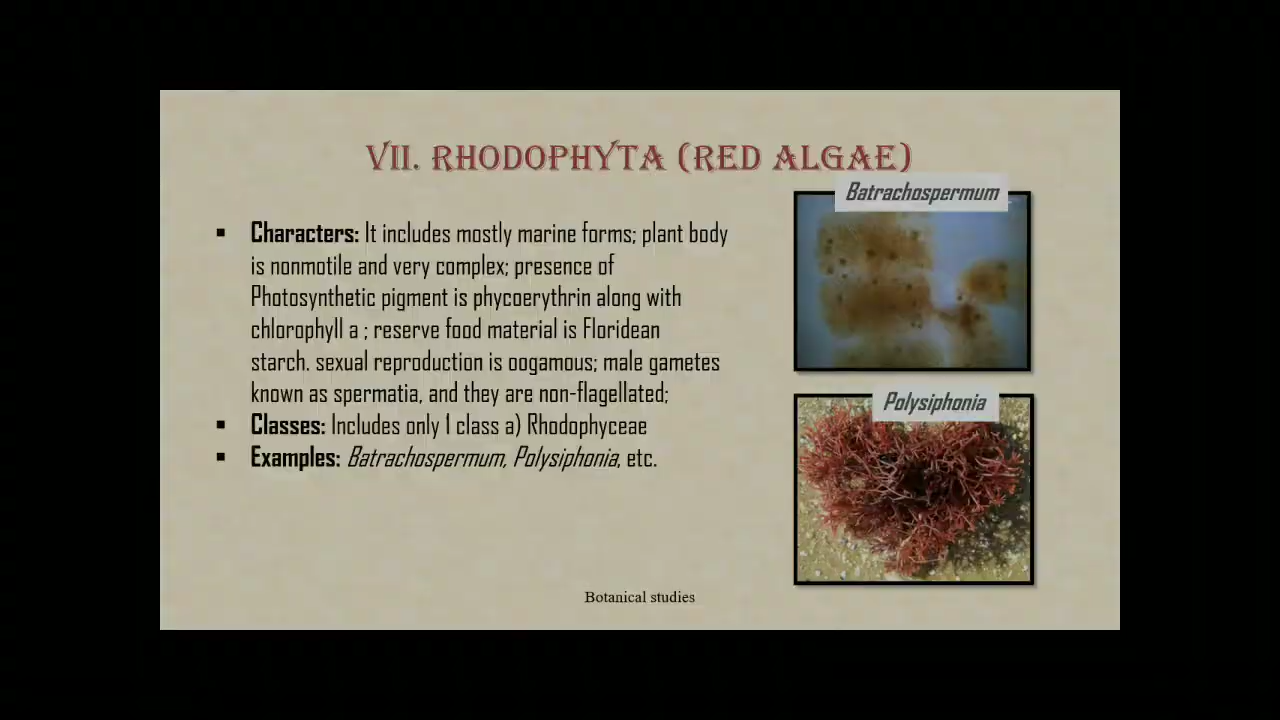 VII. RHODOPHYTA (RED ALGAE)
Batrachospermum
▪ Characters: It includes mostly marine forms; plant body
is nonmotile and very complex; presence of
Photosynthetic pigment is phycoerythrin along with
chlorophyll a ; reserve food material is Floridean
starch. sexual reproduction is oogamous; male gametes
known as spermatia, and they are non-flagellated;
▪ Classes: Includes only 1 class a) Rhodophyceae
▪ Examples: Batrachospermum, Polysiphonia, etc.
Polysiphonia
Botanical studies